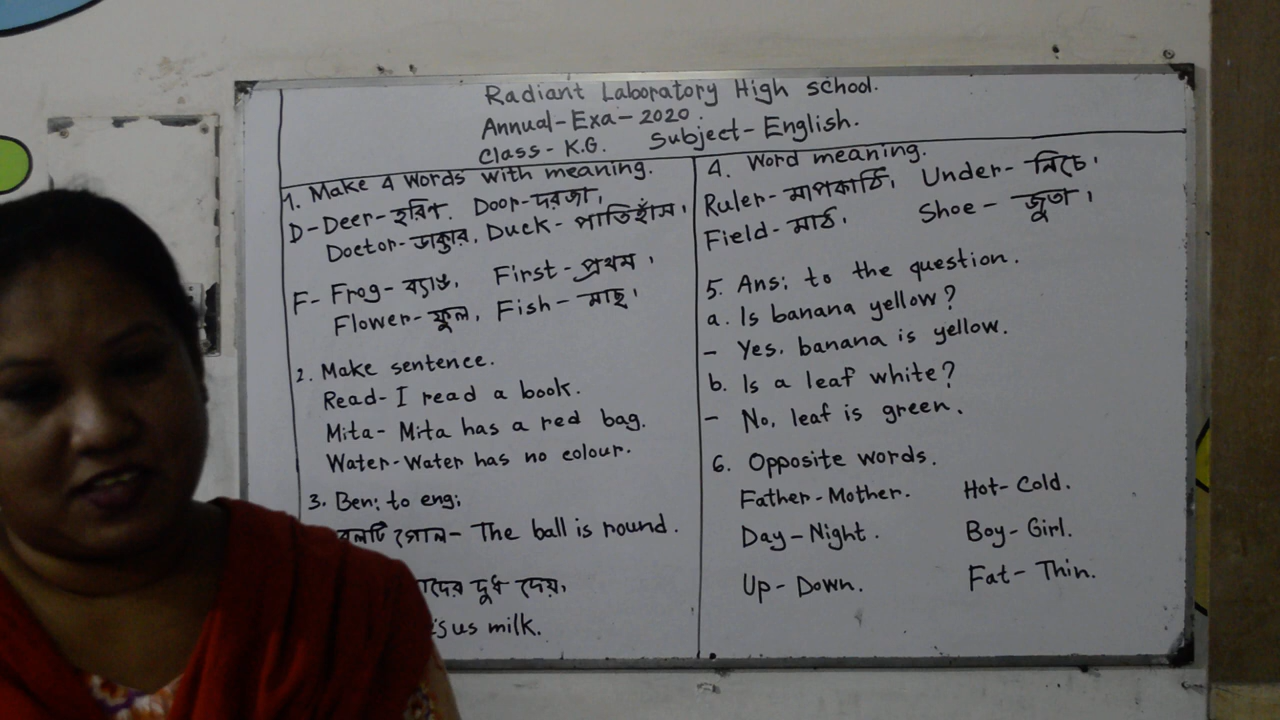 Radiant Laboratory High school.
Annual-Exa-2020.
Class- K.G. Subject-English.
1. Make 4 words with meaning.
D-Deer-হরিণ. Door-দরজা,
Doctor-ডাক্তার, Duck-পাতিহাঁস,
F- Frog-ব্যাঙ, First-প্রথম,
Flower-ফুল, Fish-মাছ,
2. Make sentence.
Read-I read a book.
Mita- Mita has a red bag.
Water-Water has no colour.
3. Ben: to eng:
বলটি গোল- The ball is round.
দের দুধ দেয়,
us milk.
4. Word meaning.
Ruler-মাপকাঠি, Under-নিচে,
Field-মাঠ, Shoe-জুতা,
5. Ans: to the question.
a. Is banana yellow?
- Yes. banana is yellow.
b. Is a leaf white?
- No, leaf is green.
6. Opposite words.
Father-Mother. Hot-Cold.
Day-Night. Boy-Girl.
Up-Down. Fat-Thin.